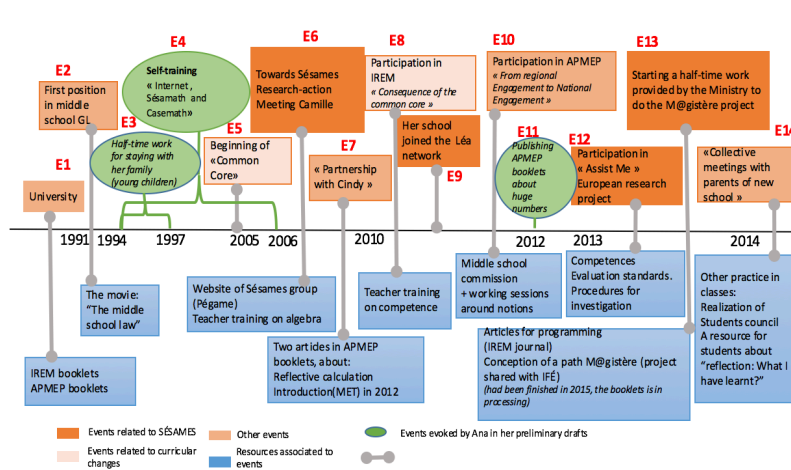 E1
University
E2
First position
in middle
school GL
E3
Half-time work
for staying with
her family
(young children)
E4
Self-training
« Internet,
Sésamath and
Casemath»
E5
Beginning of
«Common
Core»
E6
Towards Sésames
Research-action
Meeting Camille
E7
« Partnership
with Cindy »
E8
Participation in
IREM
« Consequence of the
common core »
Her school
joined the Léa
network
E9
E10
Participation in APMEP
« From regional
Engagement to National
Engagement »
E11
Publishing
APMEP
booklets
about
huge
numbers
E12
Participation in
« Assist Me »
European research
project
E13
Starting a half-time work
provided by the Ministry to
do the M@gistère project
E14
«Collective
meetings with
parents of new
school »
1991 1994 1997 2005 2006 2010 2012 2013 2014
IREM booklets
APMEP booklets
The movie:
“The middle
school law”
Website of Sésames group
(Pégame)
Teacher training on algebra
Two articles in APMEP
booklets, about:
Reflective calculation
Introduction(MET) in 2012
Teacher training
on competence
Middle school
commission
+ working sessions
around notions
Competences
Evaluation standards.
Procedures for
investigation
Articles for programming
(IREM journal)
Conception of a path M@gistère (project
shared with IFÉ)
(had been finished in 2015, the booklets is in
processing)
Other practice in
classes:
Realization of
Students council
A resource for
students about
“reflection: What I
have learnt?”
Events related to SÉSAMES
Other events
Events evoked by Ana in her preliminary drafts
Events related to curricular
changes
Resources associated to
events